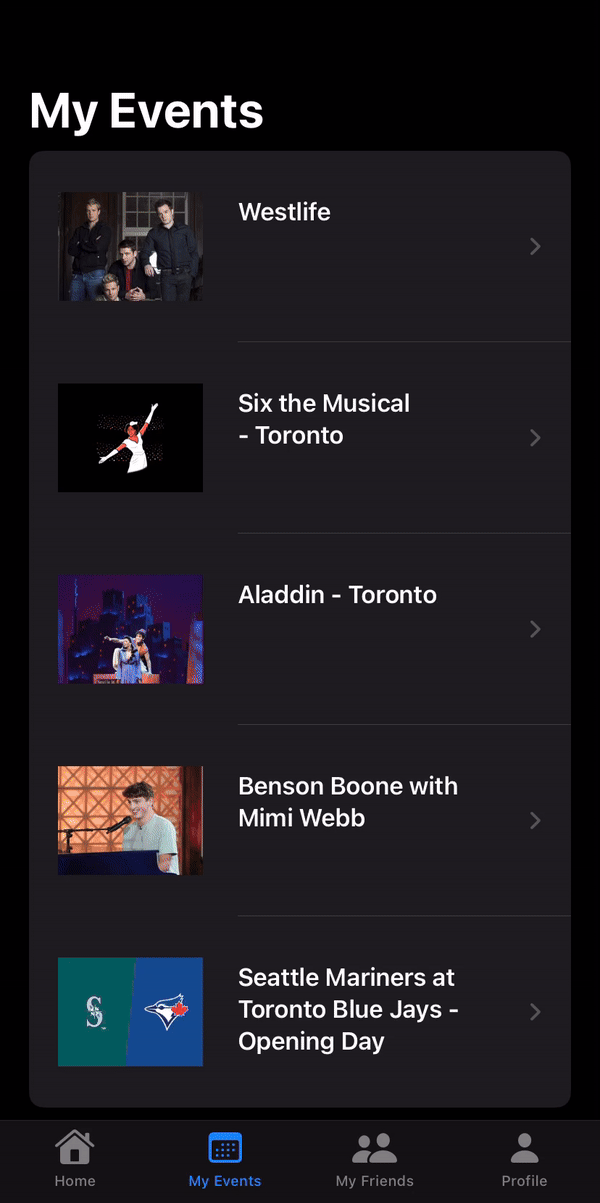 My Events
Westlife
Six the Musical
- Toronto
Aladdin - Toronto
Benson Boone with
Mimi Webb
Seattle Mariners at
Toronto Blue Jays -
Opening Day
Home
My Events
My Friends
Profile